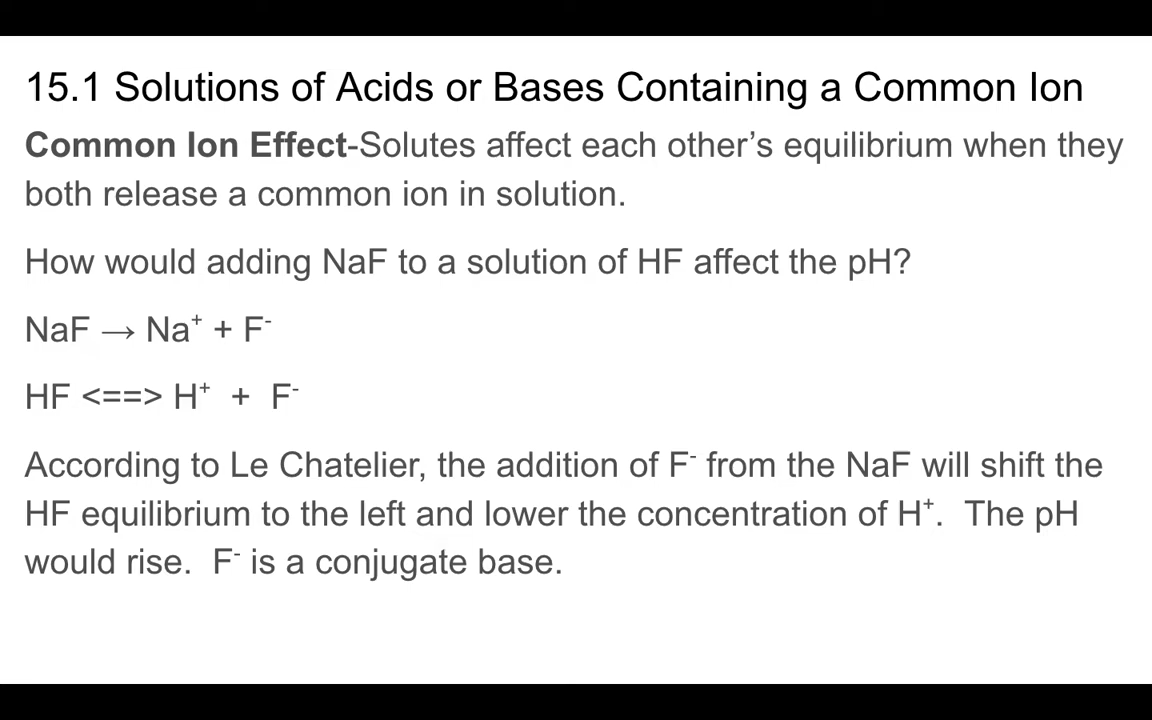 15.1 Solutions of Acids or Bases Containing a Common Ion
Common Ion Effect-Solutes affect each other’s equilibrium when they
both release a common ion in solution.
How would adding NaF to a solution of HF affect the pH?
NaF → Na⁺ + F⁻
HF <==> H⁺ + F⁻
According to Le Chatelier, the addition of F⁻ from the NaF will shift the
HF equilibrium to the left and lower the concentration of H⁺. The pH
would rise. F⁻ is a conjugate base.